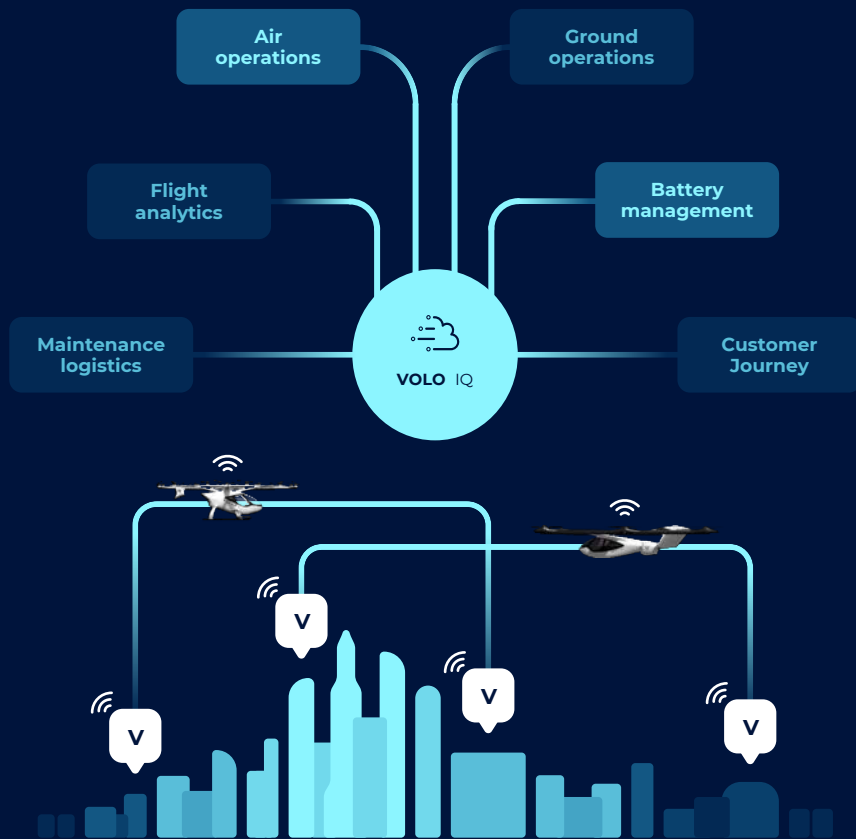 Air
operations
Ground
operations
Flight
analytics
Battery
management
Maintenance
logistics
VOLO IQ
Customer
Journey
V
V
V
V